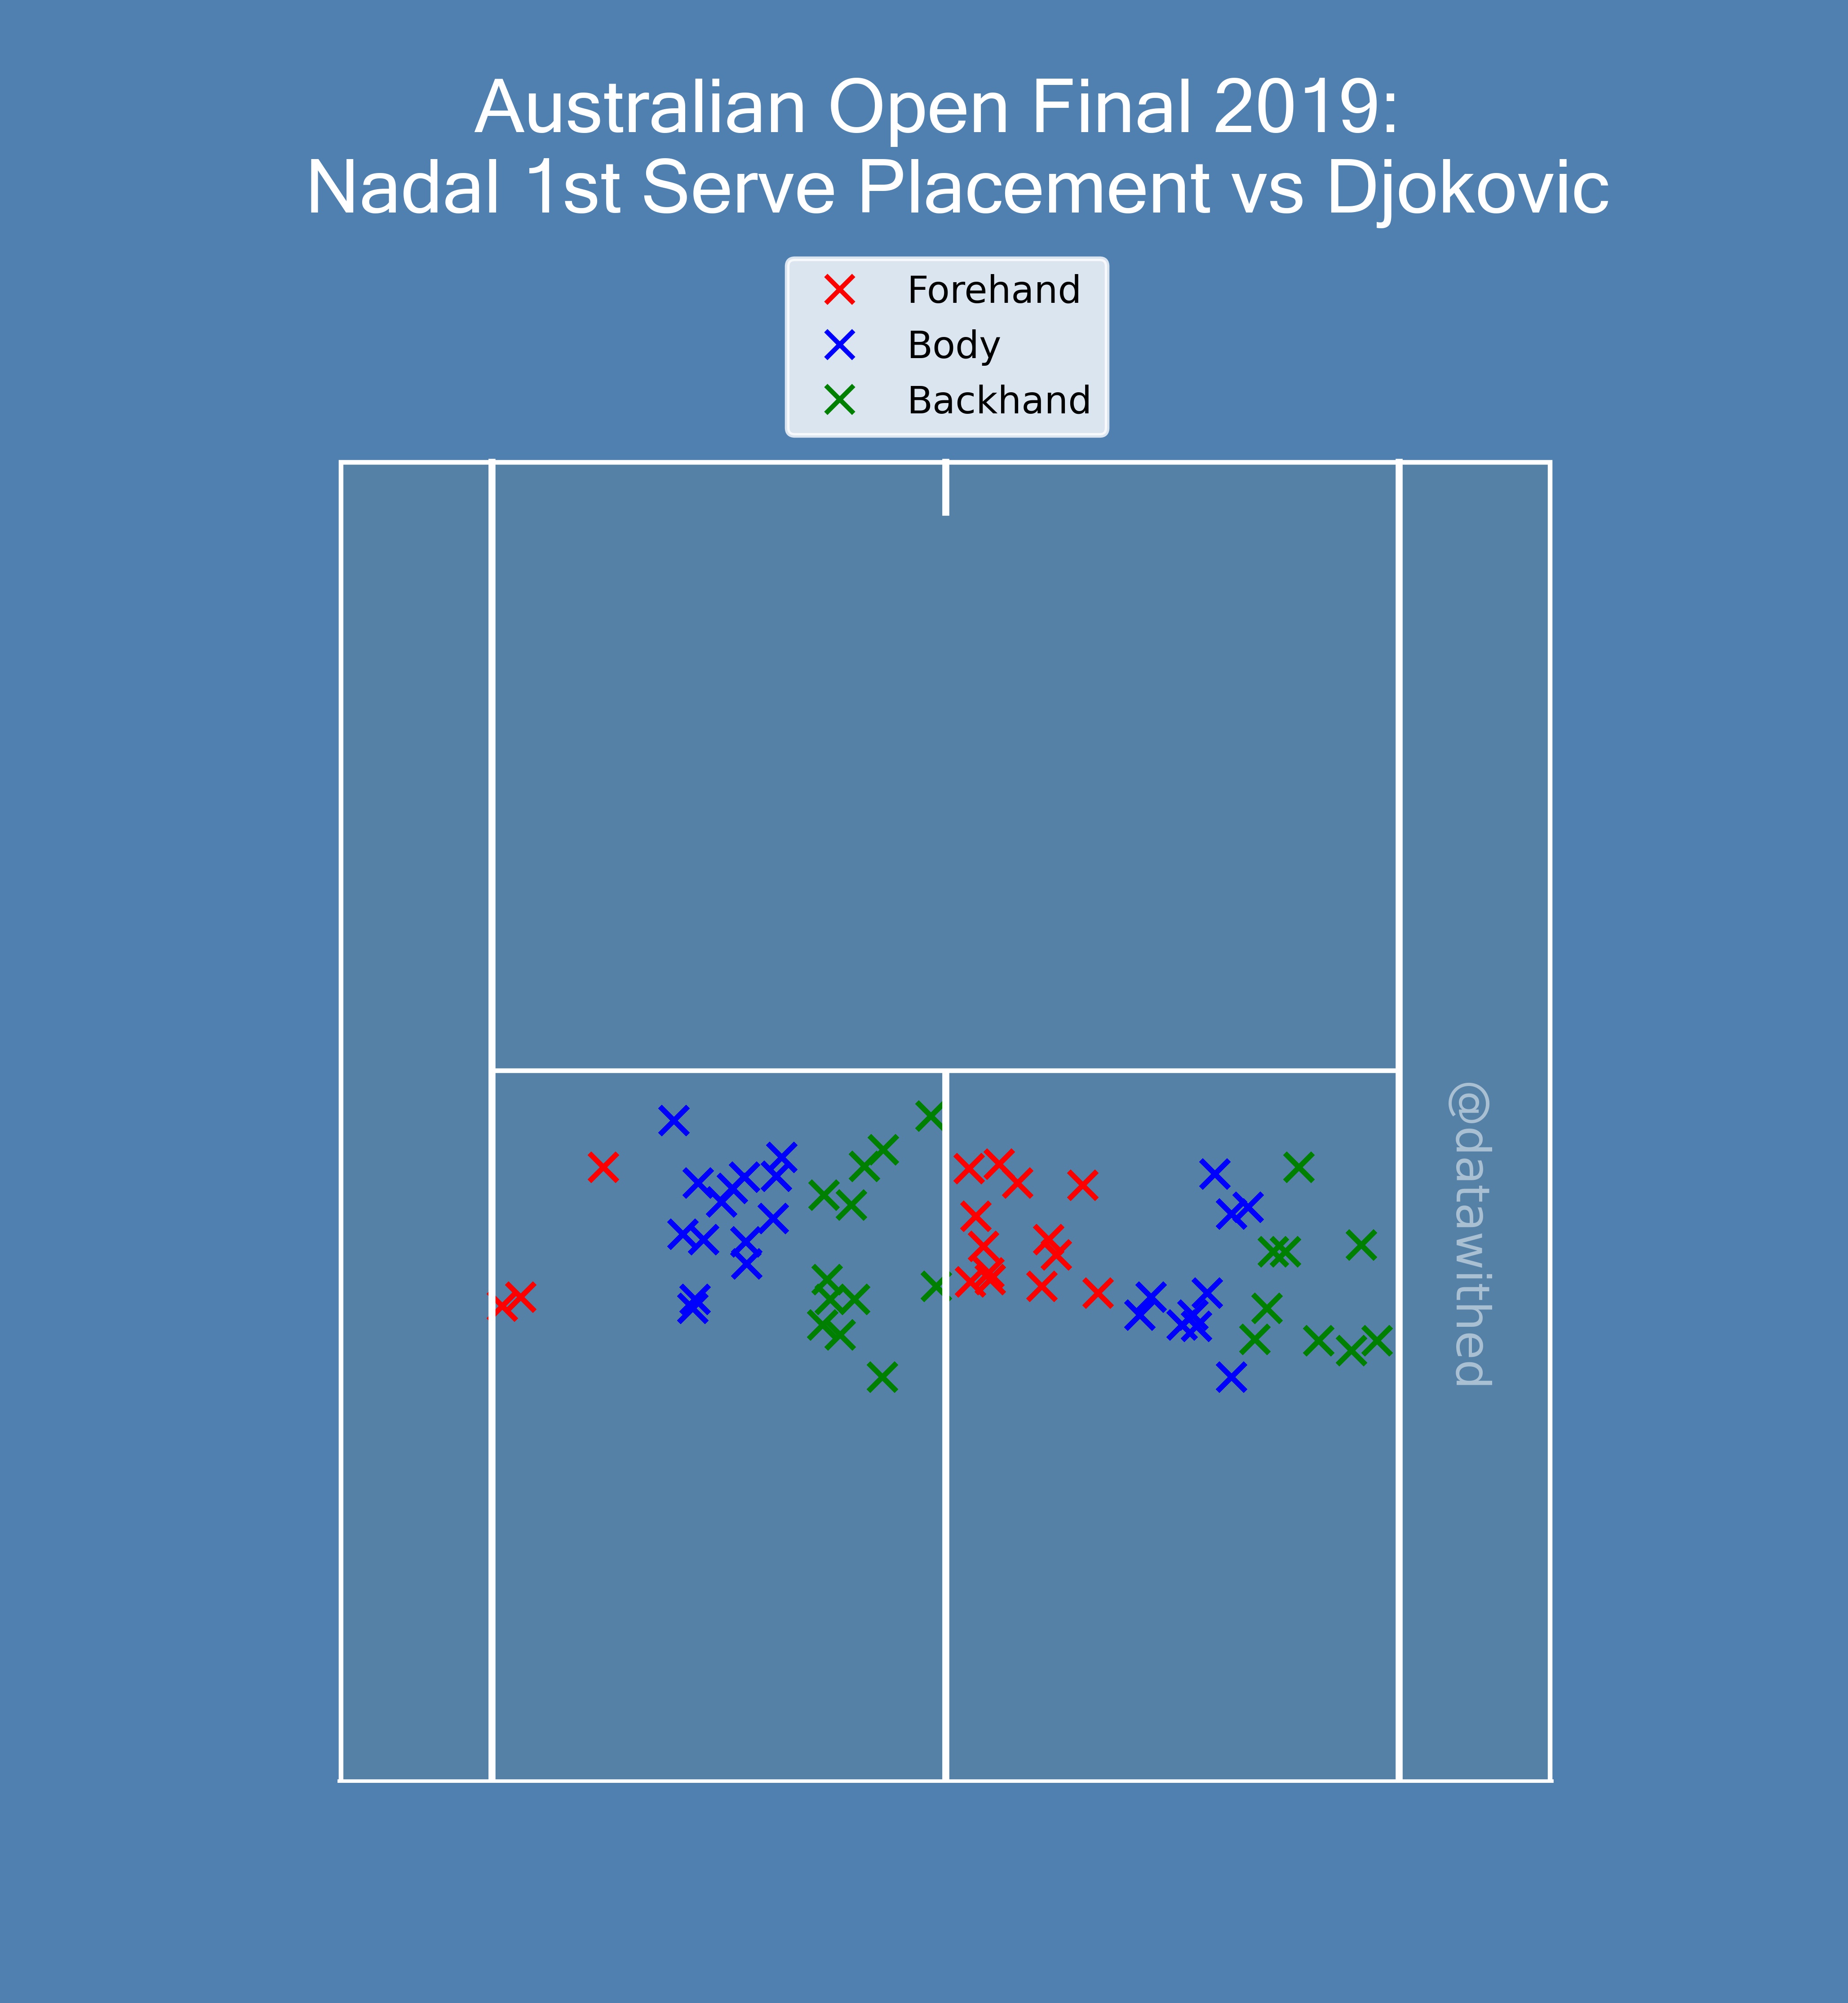 Australian Open Final 2019:
Nadal 1st Serve Placement vs Djokovic
Forehand
Body
Backhand
@datawithed